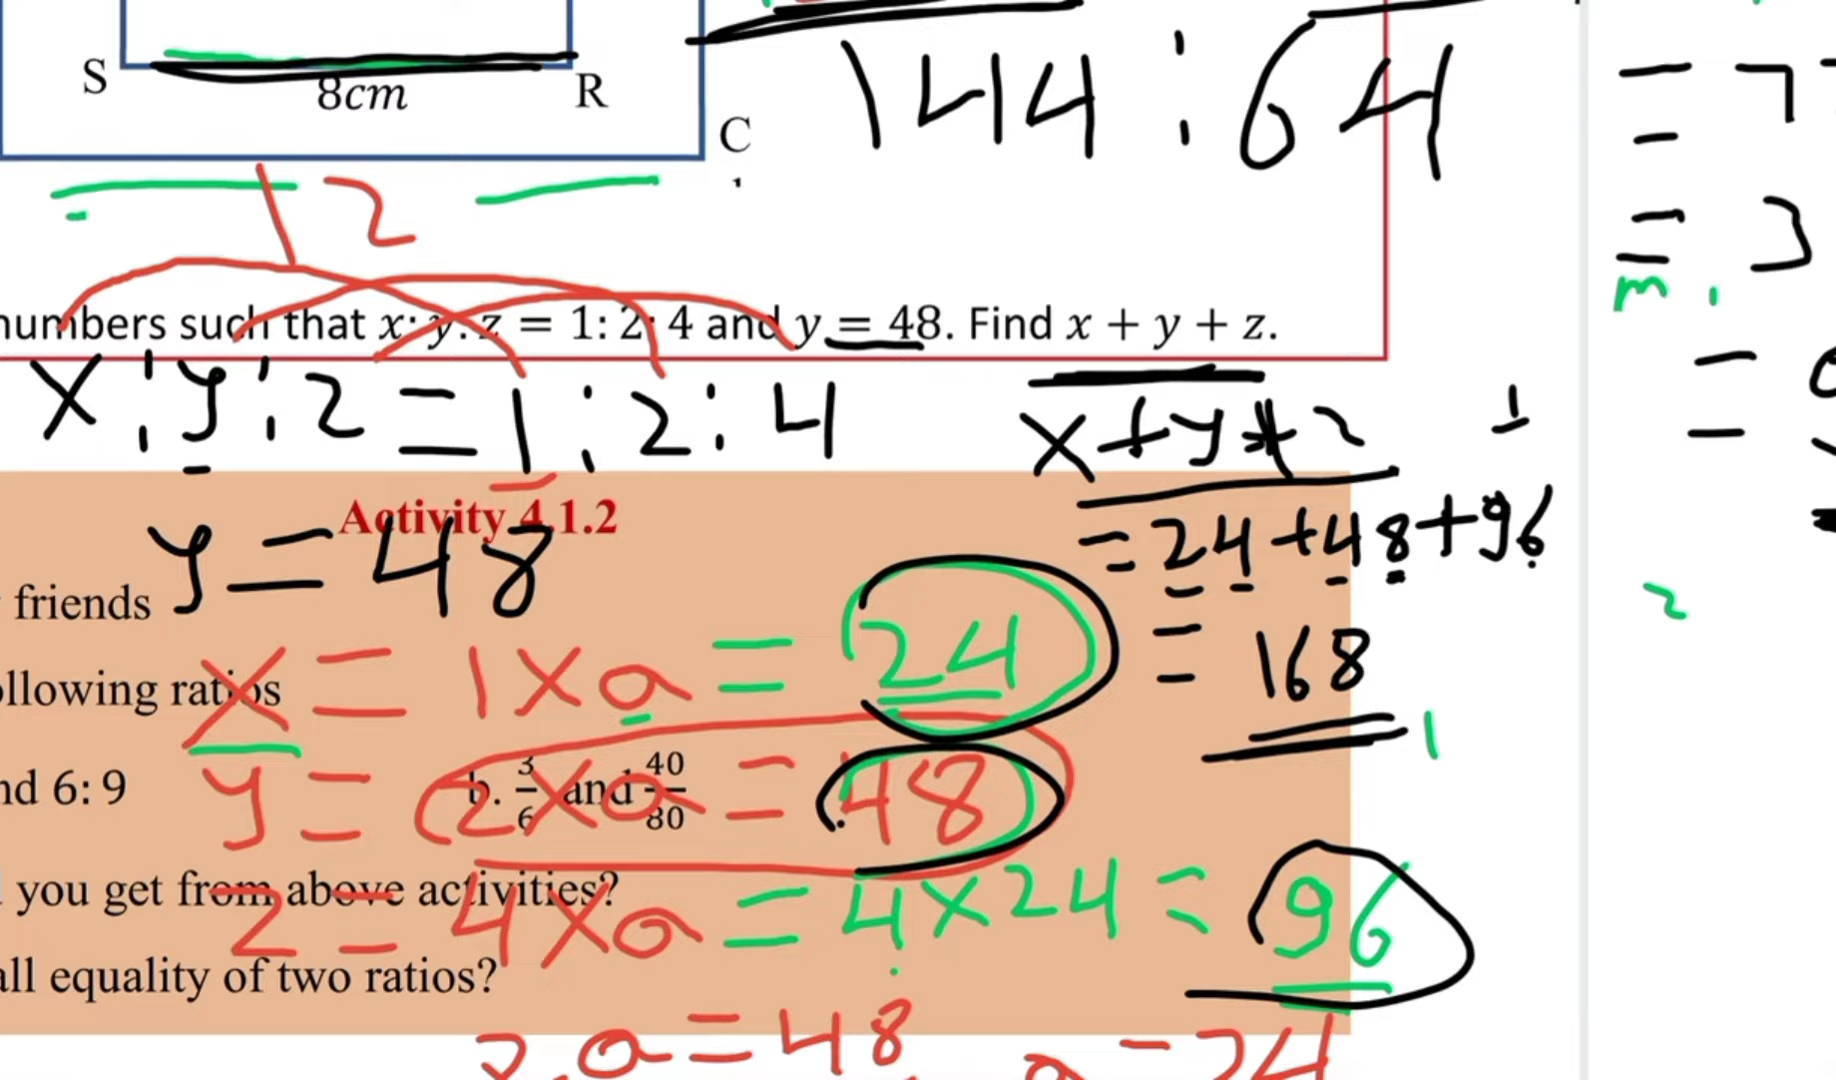 S
8cm
R
C
144 : 64
12
numbers such that x: y: z = 1: 2: 4 and y = 48. Find x + y + z.
x : y : z = 1 : 2 : 4
x + y + z
Activity 4.1.2
y = 48
= 24 + 48 + 96
friends
x = 1 x a = 24
= 168
ollowing ratios
nd 6: 9
b. 3/6 and 40/80
y = 2 x a = 48
you get from above activities?
z = 4 x a = 4 x 24 = 96
all equality of two ratios?
2 . a = 48
a = 24